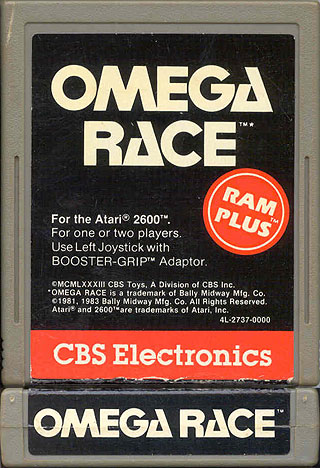 OMEGA
RACE™*
RAM
PLUS™
For the Atari® 2600™.
For one or two players.
Use Left Joystick with
BOOSTER-GRIP™ Adaptor.
©MCMLXXXIII CBS Toys, A Division of CBS Inc.
*OMEGA RACE is a trademark of Bally Midway Mfg. Co.
©1981, 1983 Bally Midway Mfg. Co. All Rights Reserved.
Atari® and 2600™are trademarks of Atari, Inc.
4L-2737-0000
CBS Electronics
OMEGA RACE™